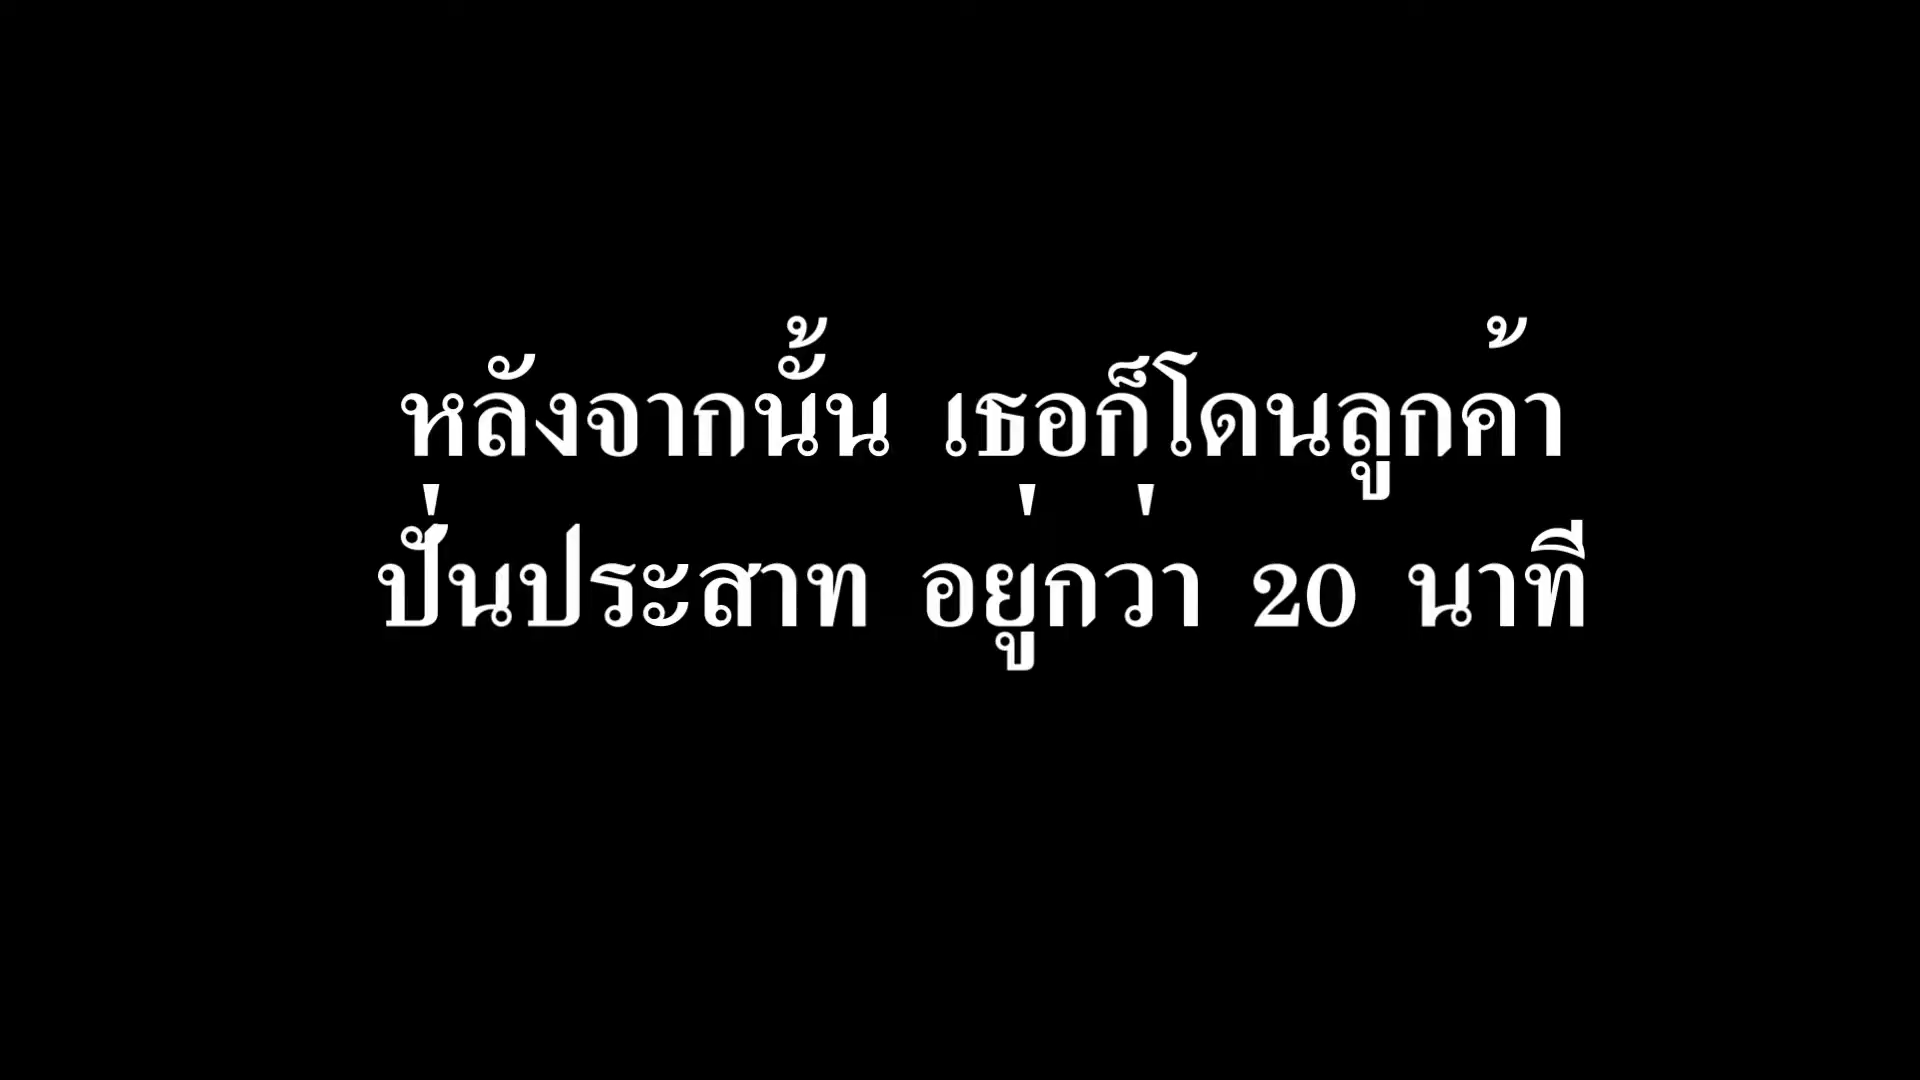 หลังจากนั้น เธอก็โดนลูกค้า
ปั่นประสาท อยู่กว่า 20 นาที